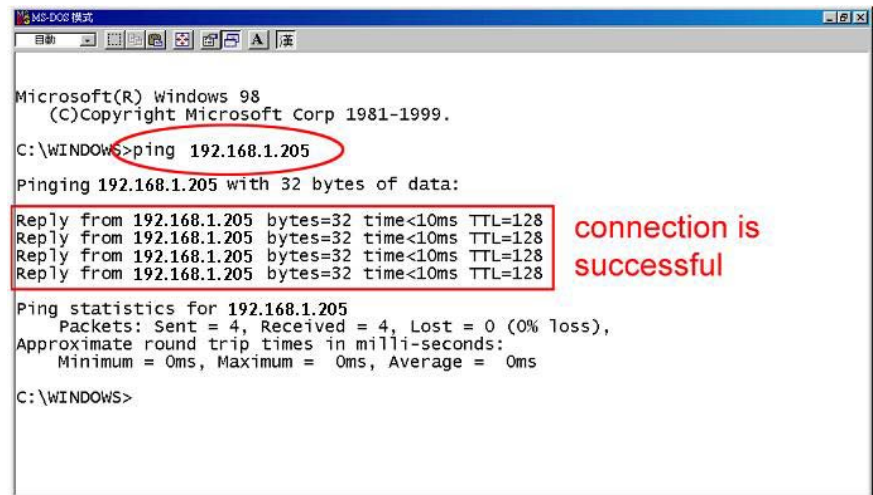 MS-DOS 模式
自動
A 漢
Microsoft(R) Windows 98
(C)Copyright Microsoft Corp 1981-1999.
C:\WINDOWS>ping 192.168.1.205
Pinging 192.168.1.205 with 32 bytes of data:
Reply from 192.168.1.205 bytes=32 time<10ms TTL=128
Reply from 192.168.1.205 bytes=32 time<10ms TTL=128
Reply from 192.168.1.205 bytes=32 time<10ms TTL=128
Reply from 192.168.1.205 bytes=32 time<10ms TTL=128
connection is
successful
Ping statistics for 192.168.1.205
Packets: Sent = 4, Received = 4, Lost = 0 (0% loss),
Approximate round trip times in milli-seconds:
Minimum = 0ms, Maximum = 0ms, Average = 0ms
C:\WINDOWS>